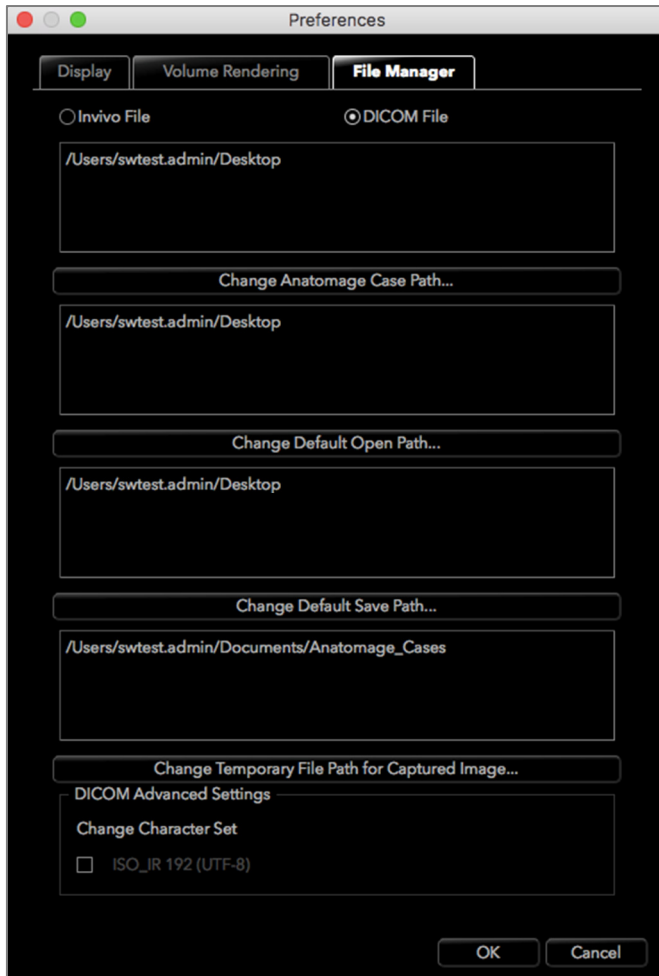 Preferences
Display Volume Rendering File Manager
Invivo File DICOM File
/Users/swtest.admin/Desktop
Change Anatomage Case Path...
/Users/swtest.admin/Desktop
Change Default Open Path...
/Users/swtest.admin/Desktop
Change Default Save Path...
/Users/swtest.admin/Documents/Anatomage_Cases
Change Temporary File Path for Captured Image...
DICOM Advanced Settings
Change Character Set
ISO_IR 192 (UTF-8)
OK Cancel